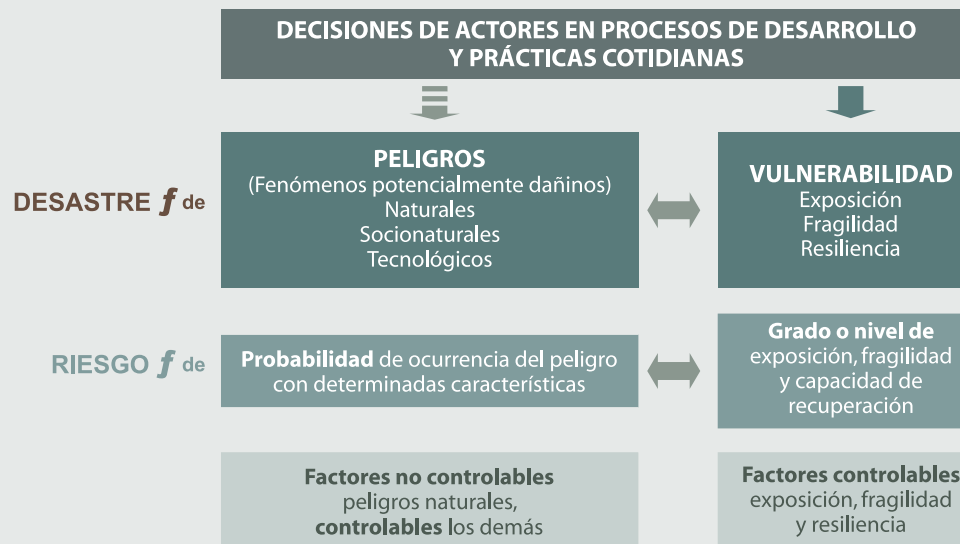 DECISIONES DE ACTORES EN PROCESOS DE DESARROLLO
Y PRÁCTICAS COTIDIANAS
DESASTRE ƒ de
PELIGROS
(Fenómenos potencialmente dañinos)
Naturales
Socionaturales
Tecnológicos
VULNERABILIDAD
Exposición
Fragilidad
Resiliencia
RIESGO ƒ de
Probabilidad de ocurrencia del peligro
con determinadas características
Grado o nivel de
exposición, fragilidad
y capacidad de
recuperación
Factores no controlables
peligros naturales,
controlables los demás
Factores controlables
exposición, fragilidad
y resiliencia